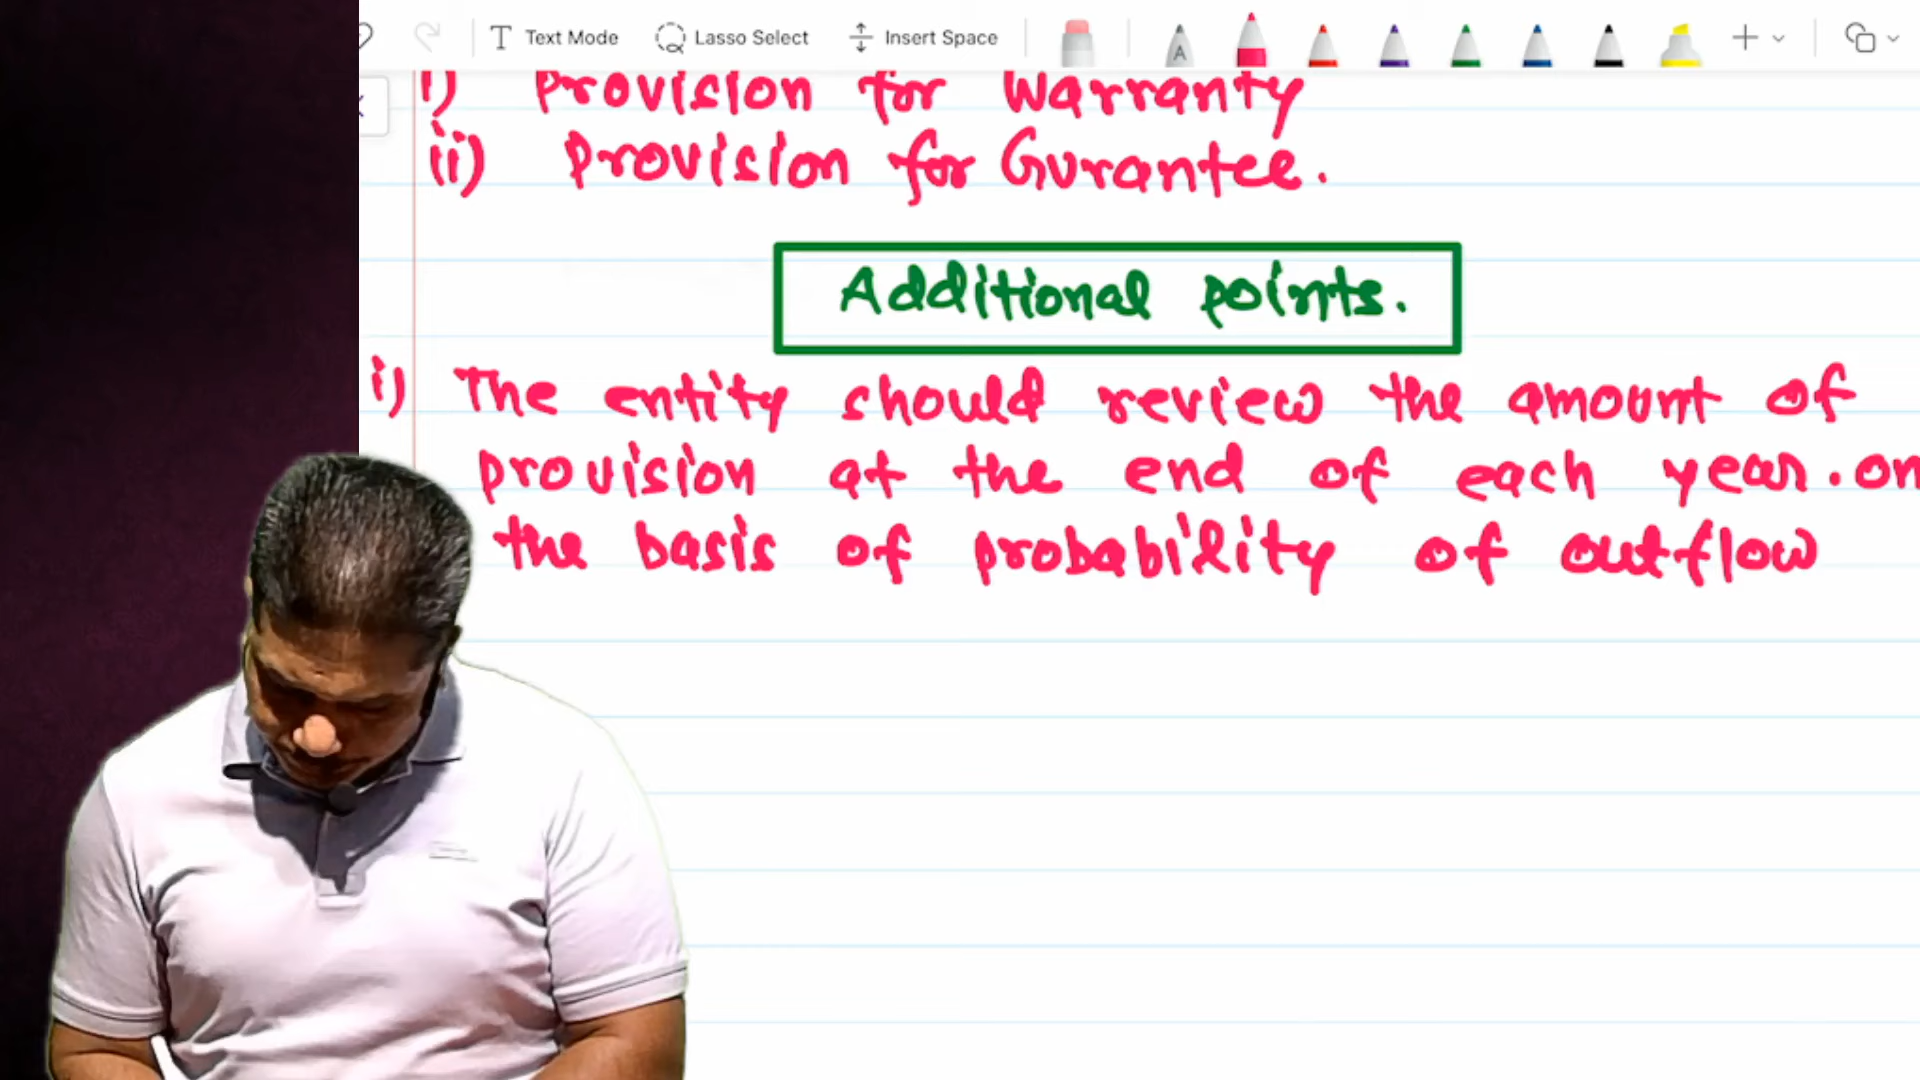 Text Mode Lasso Select Insert Space
i) Provision for Warranty
ii) Provision for Gurantee.
Additional points.
i) The entity should review the amount of
provision at the end of each year. on
the basis of probability of outflow